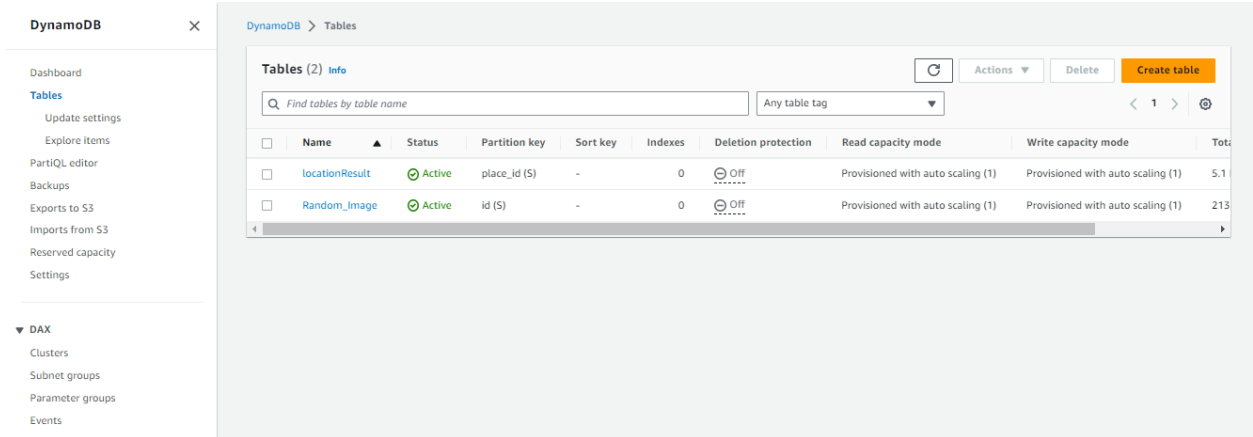 DynamoDB
Dashboard
Tables
Update settings
Explore items
PartiQL editor
Backups
Exports to S3
Imports from S3
Reserved capacity
Settings
DAX
Clusters
Subnet groups
Parameter groups
Events
DynamoDB > Tables
Tables (2) Info
Actions Delete Create table
Find tables by table name Any table tag 1
Name Status Partition key Sort key Indexes Deletion protection Read capacity mode Write capacity mode
locationResult Active place_id (S) - 0 Off Provisioned with auto scaling (1) Provisioned with auto scaling (1) 5.1
Random_Image Active id (S) - 0 Off Provisioned with auto scaling (1) Provisioned with auto scaling (1) 213